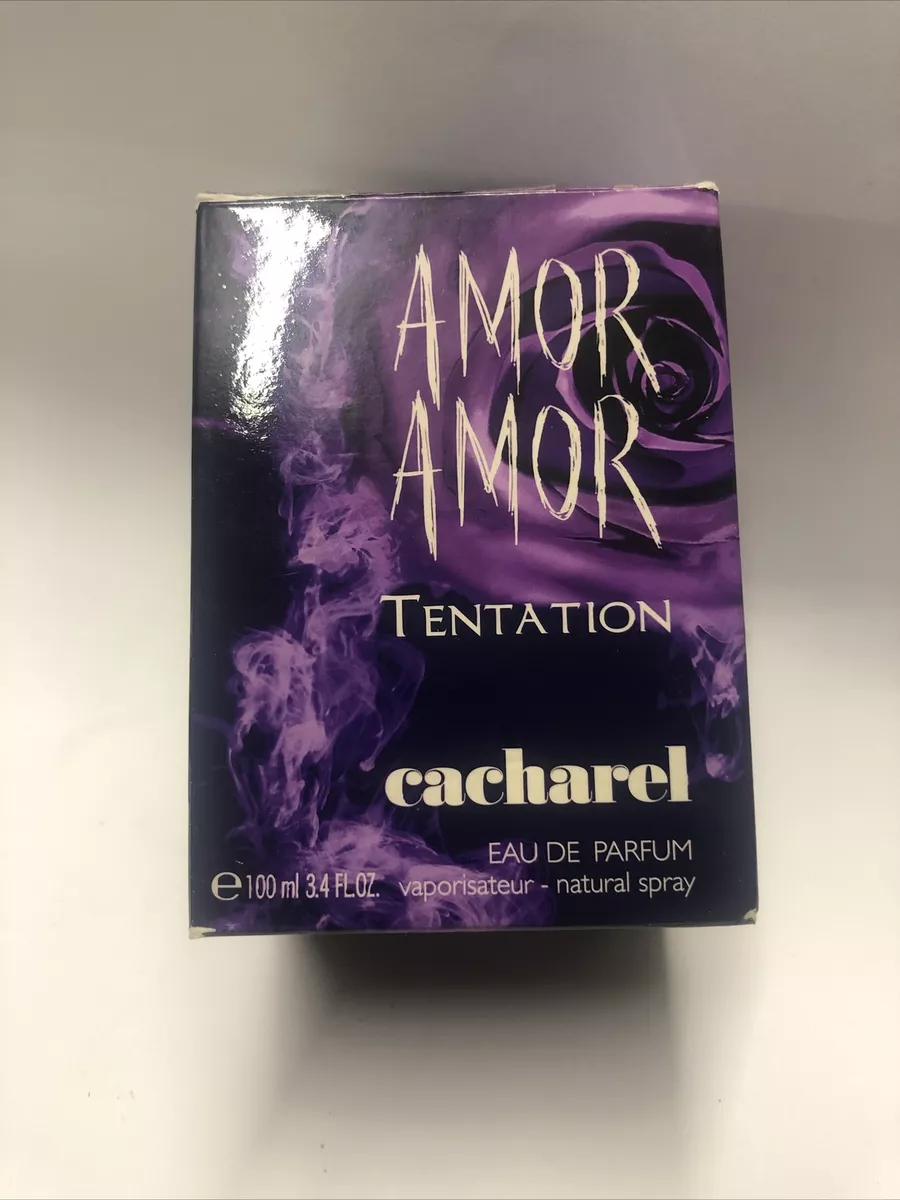 AMOR
AMOR
TENTATION
cacharel
EAU DE PARFUM
℮ 100 ml 3.4 FL.OZ. vaporisateur - natural spray